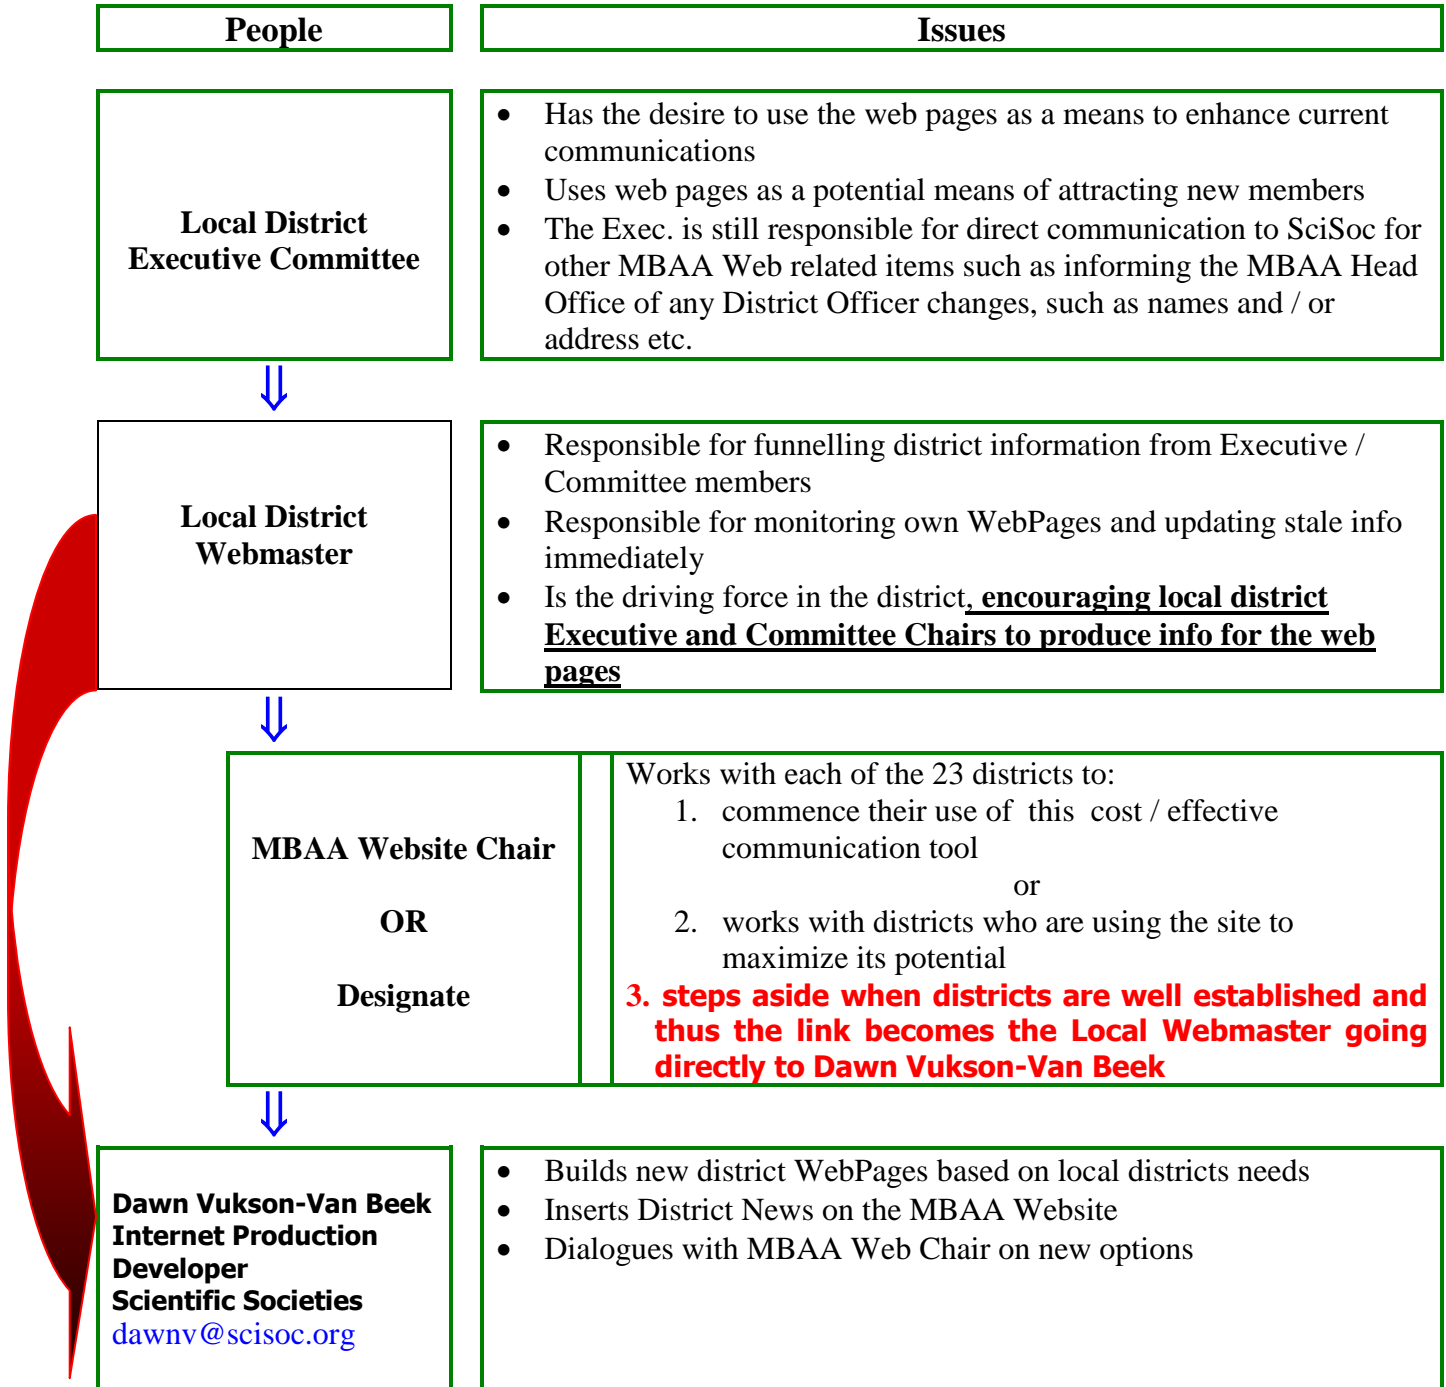 People
Issues
Local District
Executive Committee
• Has the desire to use the web pages as a means to enhance current
communications
• Uses web pages as a potential means of attracting new members
• The Exec. is still responsible for direct communication to SciSoc for
other MBAA Web related items such as informing the MBAA Head
Office of any District Officer changes, such as names and / or
address etc.
⇓
Local District
Webmaster
• Responsible for funnelling district information from Executive /
Committee members
• Responsible for monitoring own WebPages and updating stale info
immediately
• Is the driving force in the district, encouraging local district
Executive and Committee Chairs to produce info for the web
pages
⇓
MBAA Website Chair
OR
Designate
Works with each of the 23 districts to:
1. commence their use of this cost / effective
communication tool
or
2. works with districts who are using the site to
maximize its potential
3. steps aside when districts are well established and
thus the link becomes the Local Webmaster going
directly to Dawn Vukson-Van Beek
⇓
Dawn Vukson-Van Beek
Internet Production
Developer
Scientific Societies
dawnv@scisoc.org
• Builds new district WebPages based on local districts needs
• Inserts District News on the MBAA Website
• Dialogues with MBAA Web Chair on new options